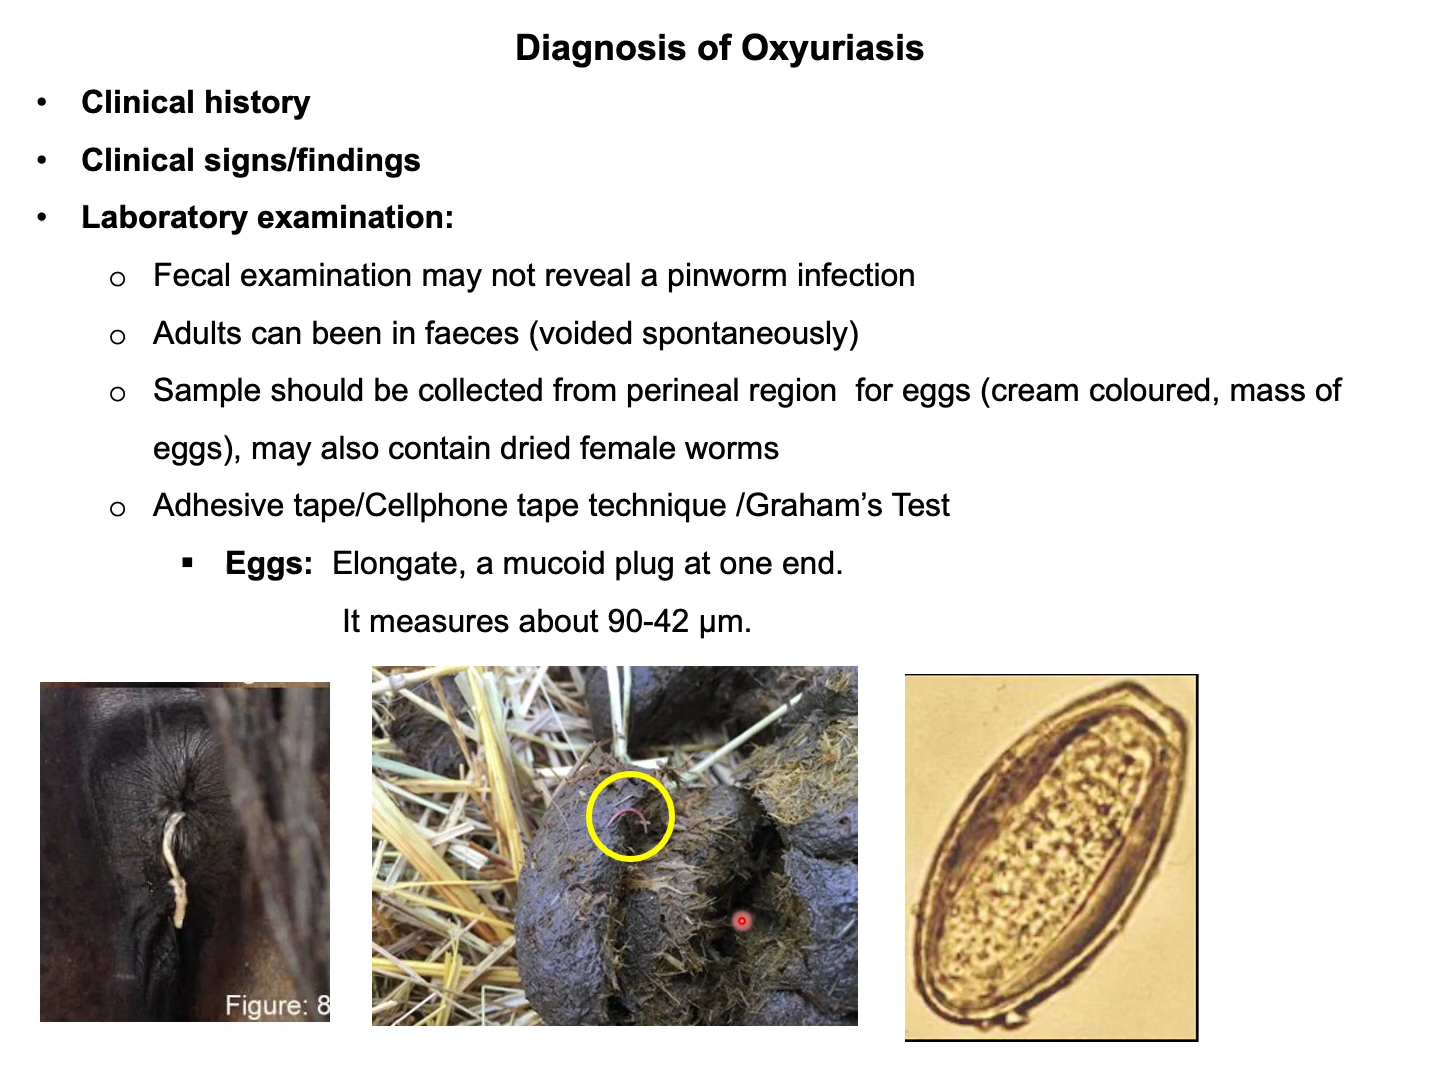 Diagnosis of Oxyuriasis
• Clinical history
• Clinical signs/findings
• Laboratory examination:
o Fecal examination may not reveal a pinworm infection
o Adults can been in faeces (voided spontaneously)
o Sample should be collected from perineal region for eggs (cream coloured, mass of
eggs), may also contain dried female worms
o Adhesive tape/Cellphone tape technique /Graham’s Test
▪ Eggs: Elongate, a mucoid plug at one end.
It measures about 90-42 µm.
Figure: 8